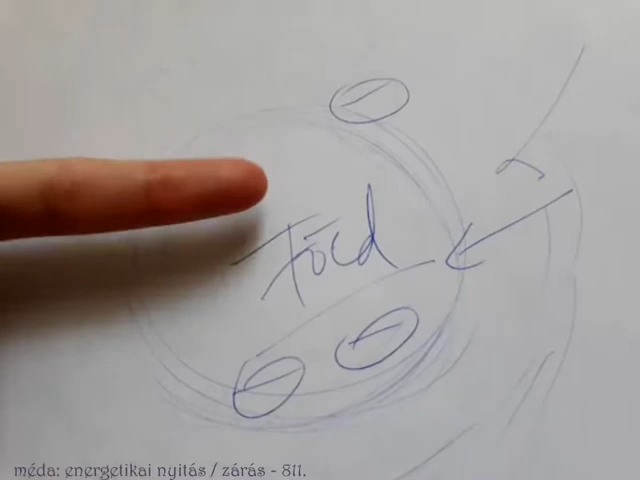 Föld
méda: energetikai nyitás / zárás - 811.